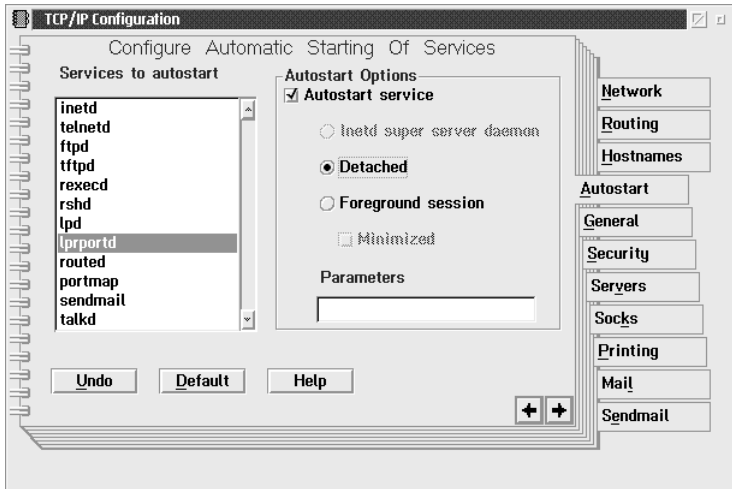 TCP/IP Configuration
Configure Automatic Starting Of Services
Services to autostart
inetd
telnetd
ftpd
tftpd
rexecd
rshd
lpd
lprportd
routed
portmap
sendmail
talkd
Autostart Options
Autostart service
Inetd super server daemon
Detached
Foreground session
Minimized
Parameters
Undo
Default
Help
Network
Routing
Hostnames
Autostart
General
Security
Servers
Socks
Printing
Mail
Sendmail